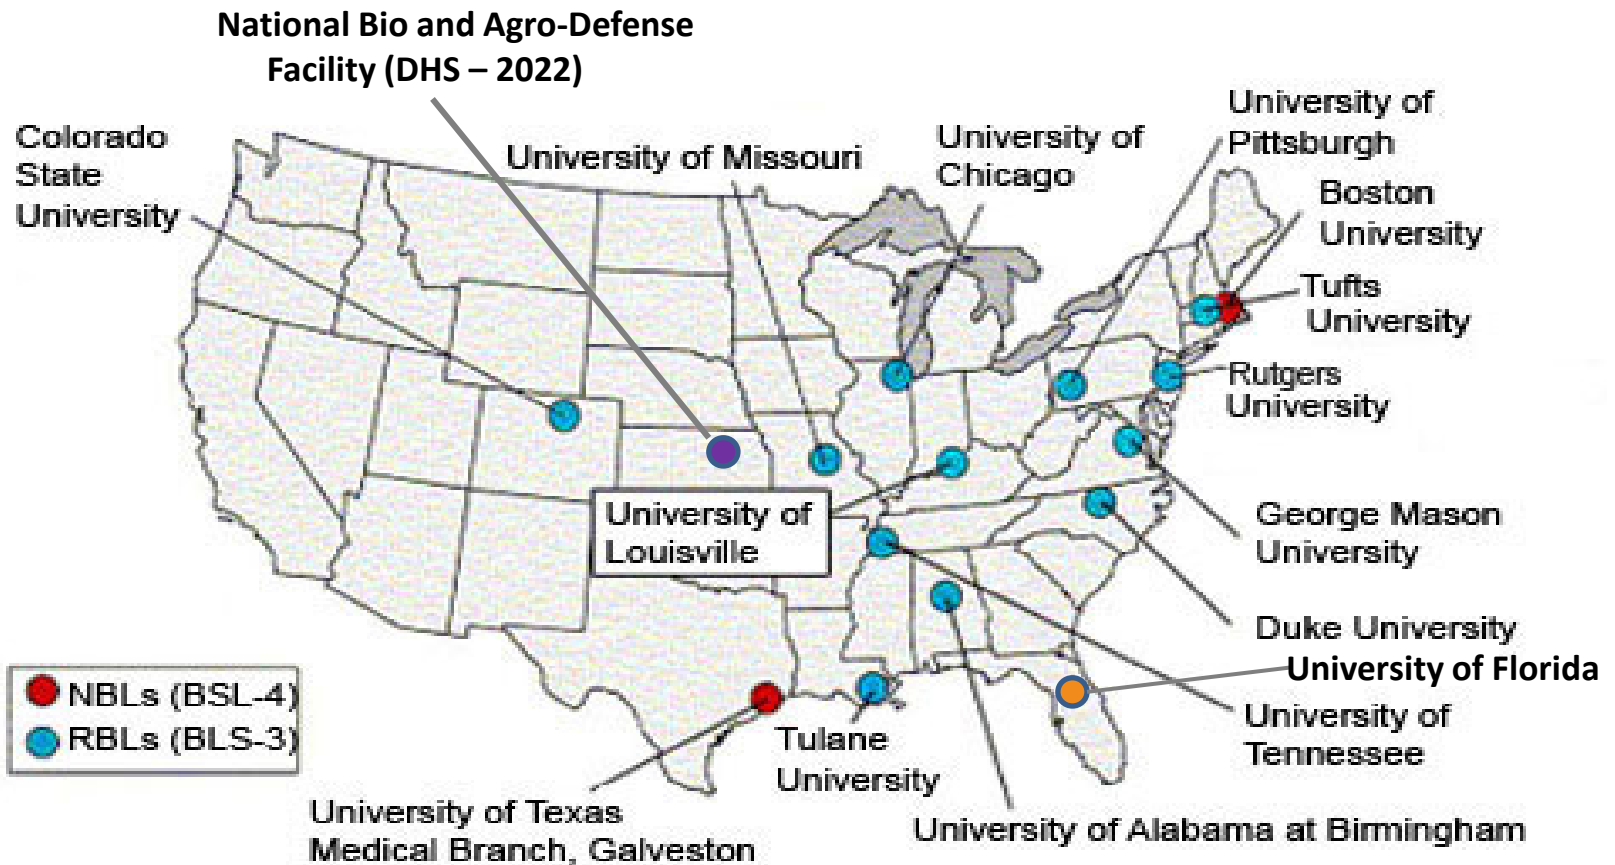 National Bio and Agro-Defense
Facility (DHS – 2022)
Colorado
State
University
University of Missouri
University of
Chicago
University of
Pittsburgh
Boston
University
Tufts
University
Rutgers
University
University of
Louisville
George Mason
University
Duke University
University of Florida
University of
Tennessee
NBLs (BSL-4)
RBLs (BLS-3)
Tulane
University
University of Texas
Medical Branch, Galveston
University of Alabama at Birmingham